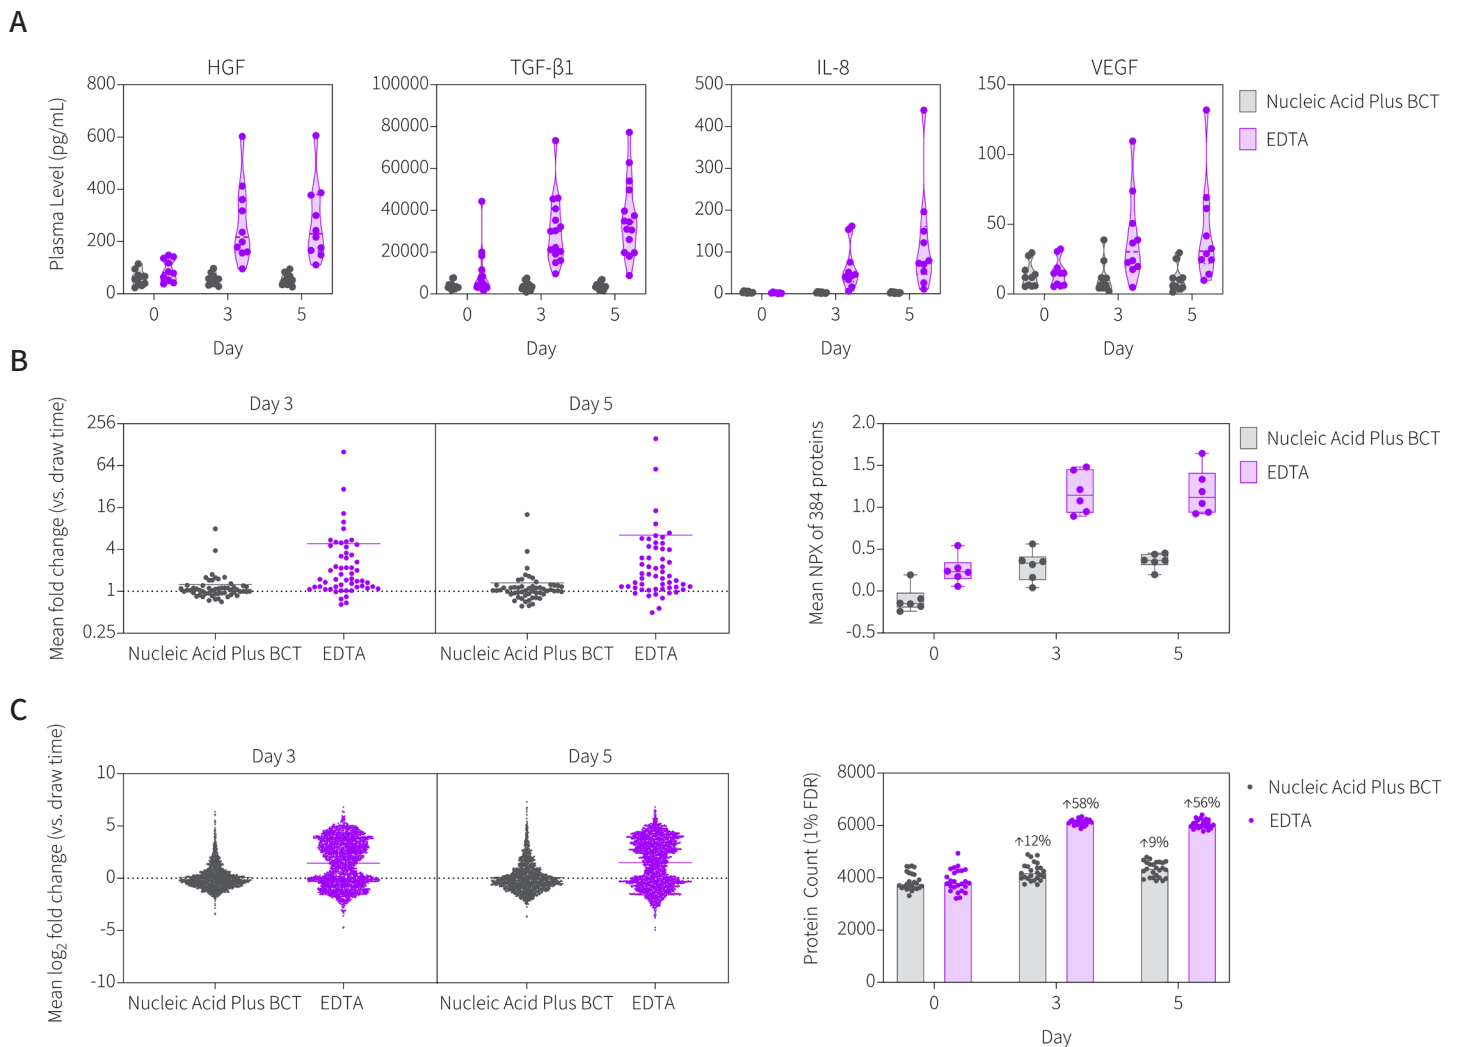 A
HGF
TGF-β1
IL-8
VEGF
Plasma Level (pg/mL)
800
600
400
200
0
0 3 5
Day
100000
80000
60000
40000
20000
0
0 3 5
Day
500
400
300
200
100
0
0 3 5
Day
150
100
50
0
0 3 5
Day
Nucleic Acid Plus BCT
EDTA
B
Mean fold change (vs. draw time)
Day 3
Day 5
256
64
16
4
1
0.25
Nucleic Acid Plus BCT EDTA Nucleic Acid Plus BCT EDTA
Mean NPX of 384 proteins
2.0
1.5
1.0
0.5
0.0
-0.5
0 3 5
Nucleic Acid Plus BCT
EDTA
C
Mean log2 fold change (vs. draw time)
Day 3
Day 5
10
5
0
-5
-10
Nucleic Acid Plus BCT EDTA Nucleic Acid Plus BCT EDTA
Protein Count (1% FDR)
8000
6000
4000
2000
0
↑12%
↑58%
↑9%
↑56%
0 3 5
Day
Nucleic Acid Plus BCT
EDTA